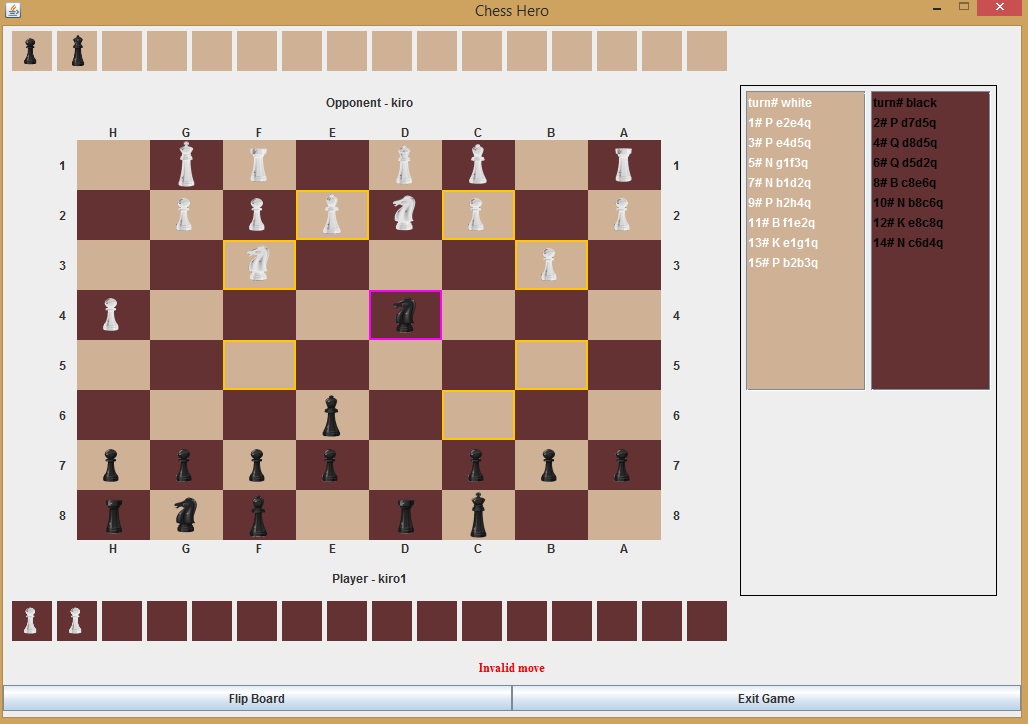 Chess Hero
Opponent - kiro
H G F E D C B A
1 1
2 2
3 3
4 4
5 5
6 6
7 7
8 8
H G F E D C B A
Player - kiro1
turn# white
1# P e2e4q
3# P e4d5q
5# N g1f3q
7# N b1d2q
9# P h2h4q
11# B f1e2q
13# K e1g1q
15# P b2b3q
turn# black
2# P d7d5q
4# Q d8d5q
6# Q d5d2q
8# B c8e6q
10# N b8c6q
12# K e8c8q
14# N c6d4q
Invalid move
Flip Board
Exit Game